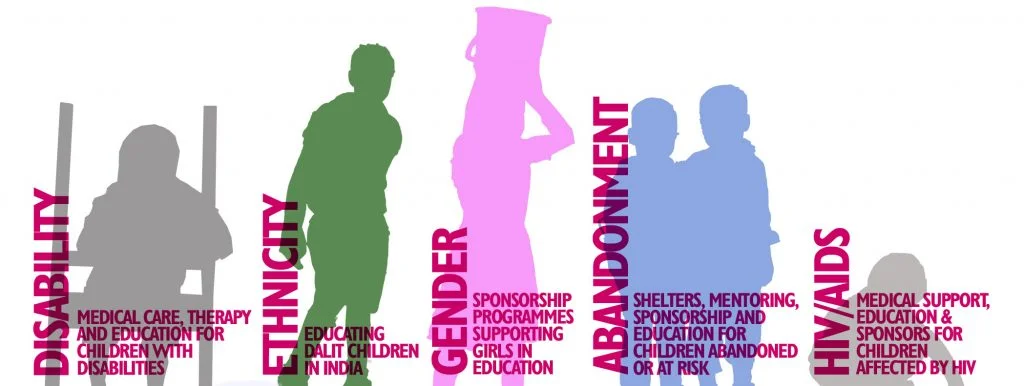 DISABILITY
MEDICAL CARE, THERAPY
AND EDUCATION FOR
CHILDREN WITH
DISABILITIES
ETHNICITY
EDUCATING
DALIT CHILDREN
IN INDIA
GENDER
SPONSORSHIP
PROGRAMMES
SUPPORTING
GIRLS IN
EDUCATION
ABANDONMENT
SHELTERS, MENTORING,
SPONSORSHIP AND
EDUCATION FOR
CHILDREN ABANDONED
OR AT RISK
HIV/AIDS
MEDICAL SUPPORT,
EDUCATION &
SPONSORS FOR
CHILDREN
AFFECTED BY HIV